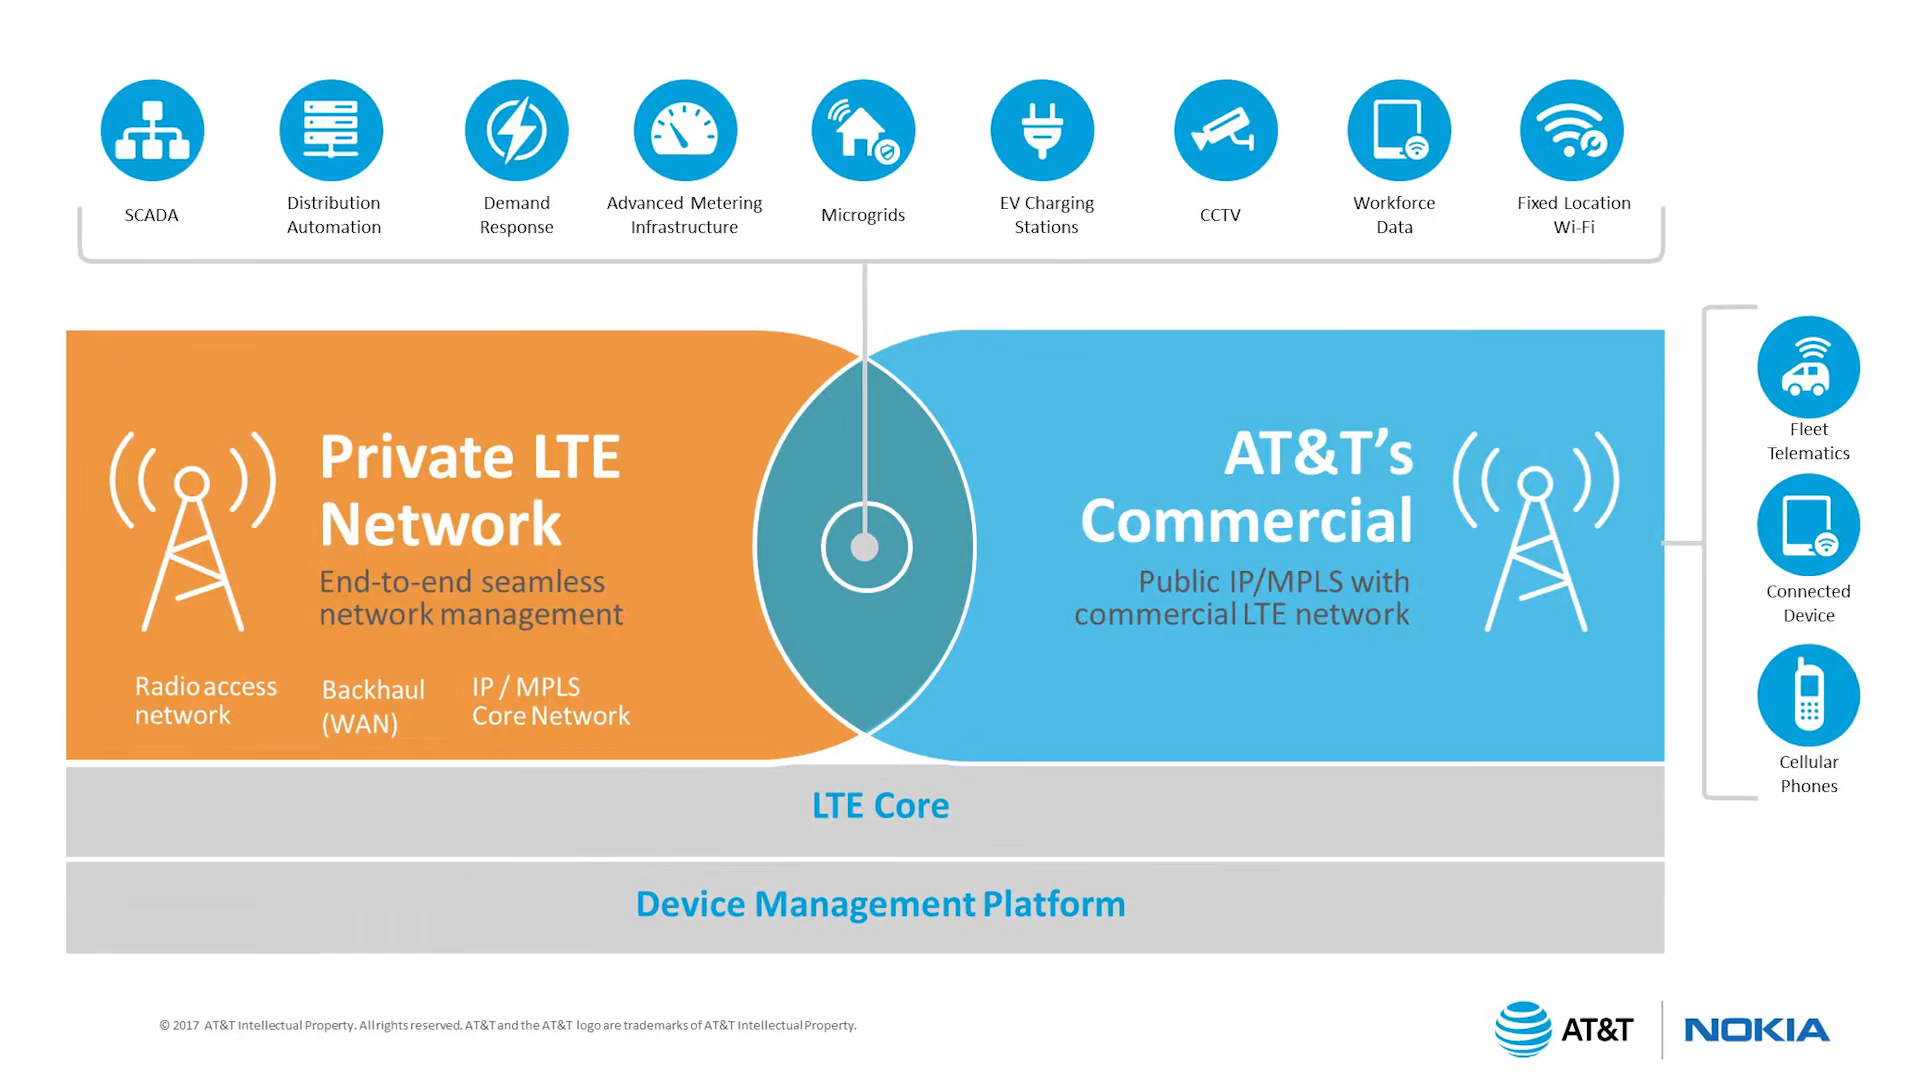 SCADA
Distribution
Automation
Demand
Response
Advanced Metering
Infrastructure
Microgrids
EV Charging
Stations
CCTV
Workforce
Data
Fixed Location
Wi-Fi
Private LTE
Network
End-to-end seamless
network management
Radio access
network
Backhaul
(WAN)
IP / MPLS
Core Network
AT&T's
Commercial
Public IP/MPLS with
commercial LTE network
Fleet
Telematics
Connected
Device
Cellular
Phones
LTE Core
Device Management Platform
© 2017 AT&T Intellectual Property. All rights reserved. AT&T and the AT&T logo are trademarks of AT&T Intellectual Property.
AT&T
NOKIA